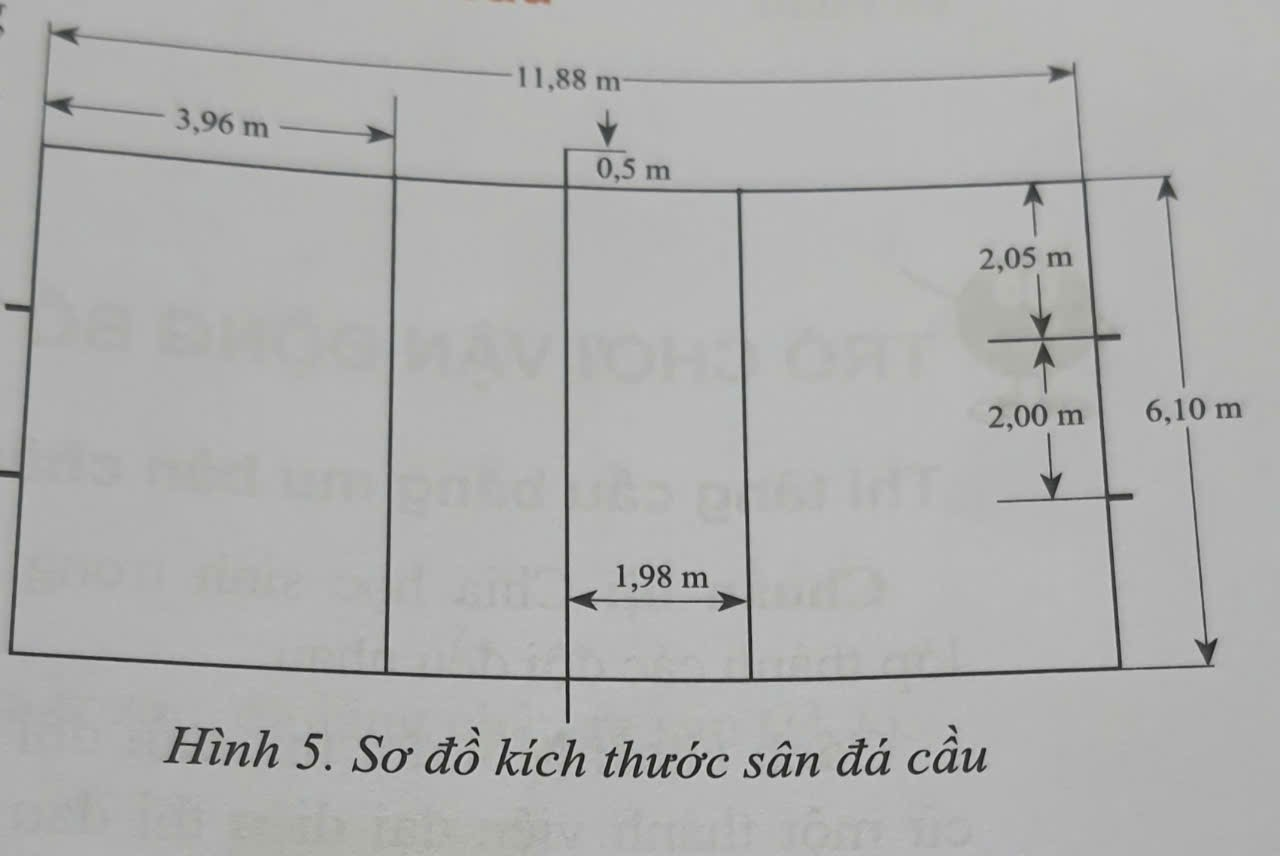 11,88 m
3,96 m
0,5 m
2,05 m
2,00 m
6,10 m
1,98 m
Hình 5. Sơ đồ kích thước sân đá cầu